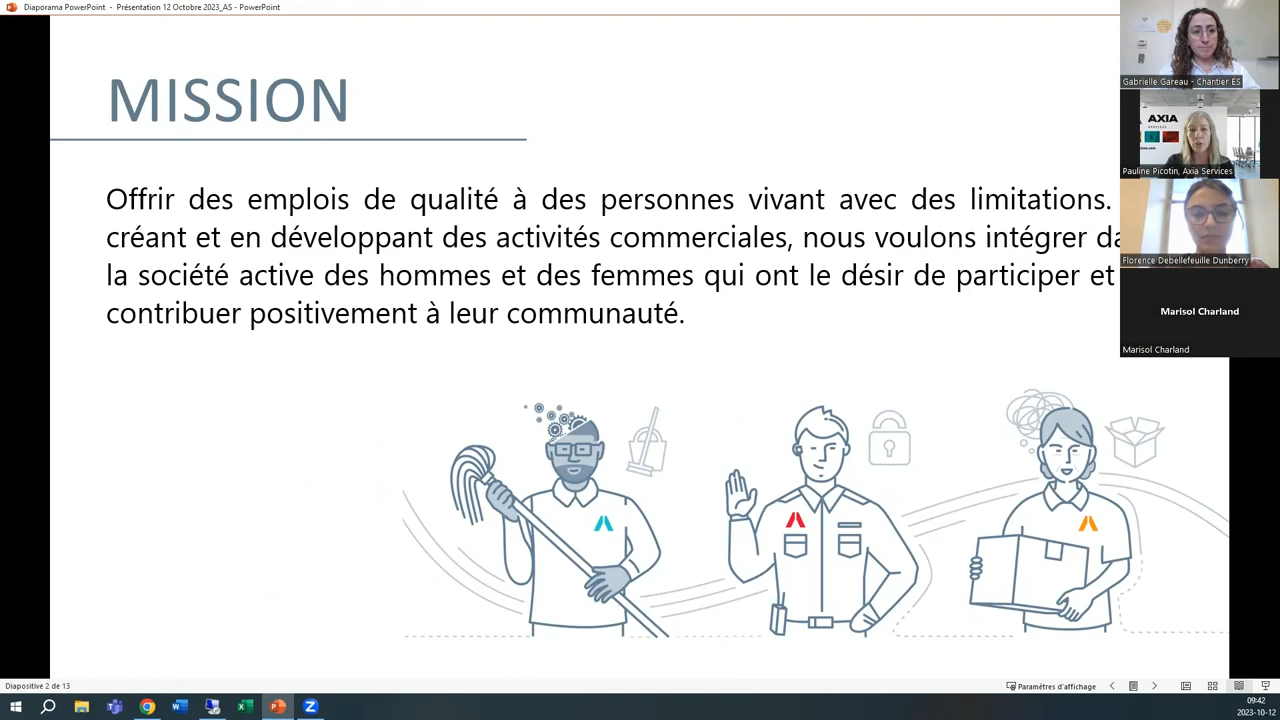 Diaporama PowerPoint - Présentation 12 Octobre 2023_AS - PowerPoint
MISSION
Offrir des emplois de qualité à des personnes vivant avec des limitations.
créant et en développant des activités commerciales, nous voulons intégrer
la société active des hommes et des femmes qui ont le désir de participer et
contribuer positivement à leur communauté.
Gabrielle Gareau - Chantier ÉS
AXIA
SERVICES
Pauline Picotin, Axia Services
Florence Debellefeuille Dunberry
Marisol Charland
Marisol Charland
Diapositive 2 de 13
Paramètres d'affichage
09:42
2023-10-12